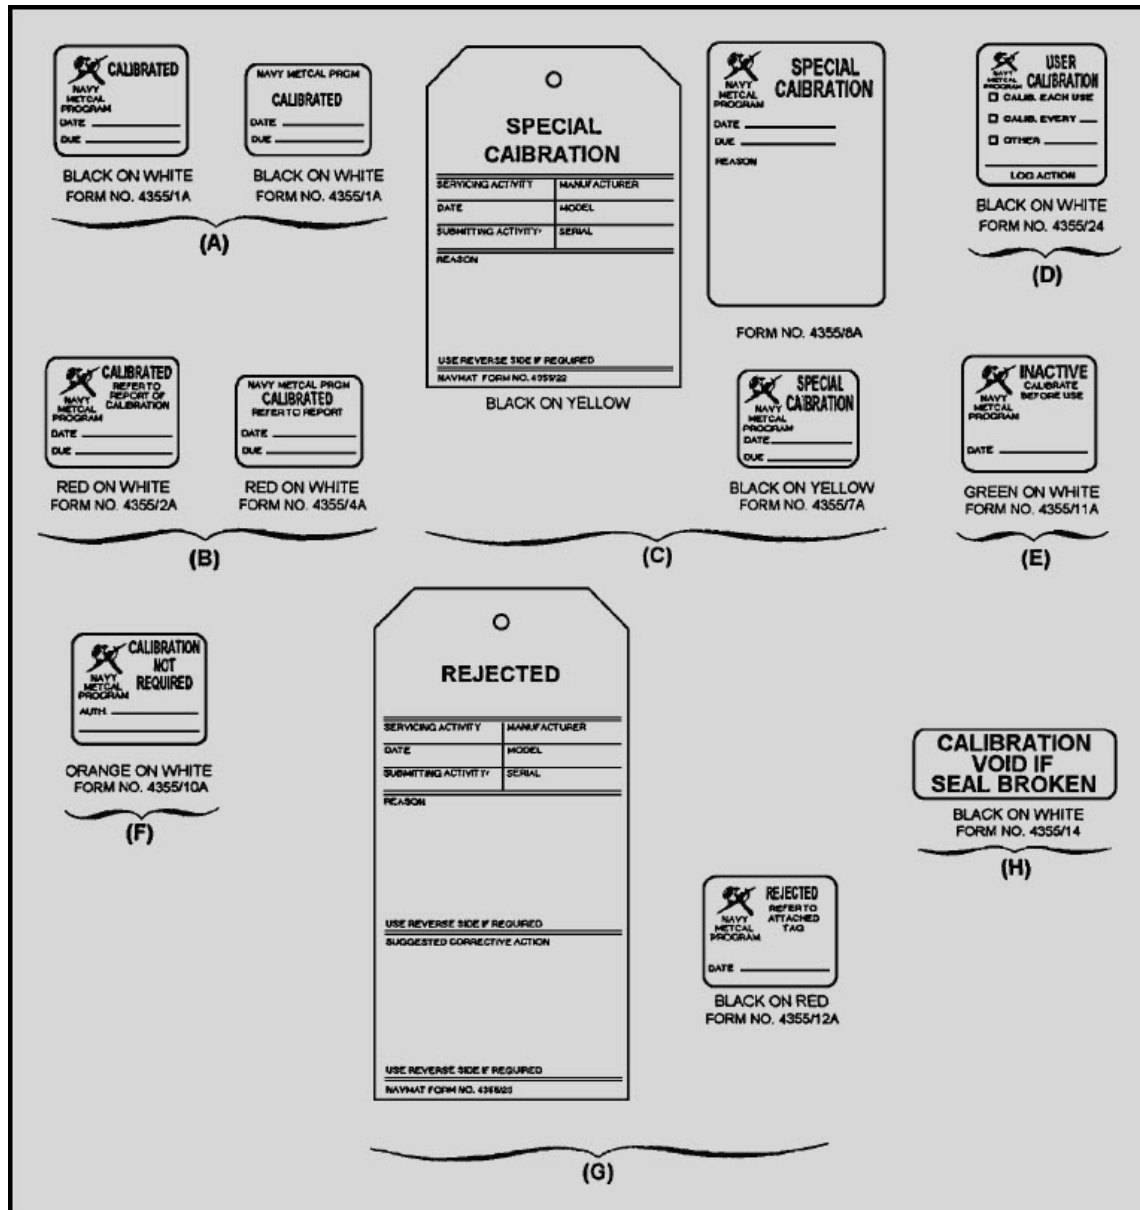 CALIBRATED
NAVY
METCAL
PROGRAM
DATE
DUE
BLACK ON WHITE
FORM NO. 4355/1A
NAVY METCAL PRGM
CALIBRATED
DATE
DUE
BLACK ON WHITE
FORM NO. 4355/1A
(A)
SPECIAL
CAIBRATION
SERVICING ACTIVITY
MANUFACTURER
DATE
MODEL
SUBMITTING ACTIVITY
SERIAL
REASON
USE REVERSE SIDE IF REQUIRED
NAVMAT FORM NO. 4355/22
BLACK ON YELLOW
SPECIAL
CAIBRATION
NAVY
METCAL
PROGRAM
DATE
DUE
REASON
FORM NO. 4355/8A
USER
CALIBRATION
NAVY
METCAL
PROGRAM
CALIB. EACH USE
CALIB. EVERY
OTHER
LOG ACTION
BLACK ON WHITE
FORM NO. 4355/24
(D)
CALIBRATED
REFER TO
REPORT OF
CALIBRATION
NAVY
METCAL
PROGRAM
DATE
DUE
RED ON WHITE
FORM NO. 4355/2A
NAVY METCAL PRGM
CALIBRATED
REFER TO REPORT
DATE
DUE
RED ON WHITE
FORM NO. 4355/4A
(B)
SPECIAL
CAIBRATION
NAVY
METCAL
PROGRAM
DATE
DUE
BLACK ON YELLOW
FORM NO. 4355/7A
(C)
INACTIVE
CALIBRATE
BEFORE USE
NAVY
METCAL
PROGRAM
DATE
GREEN ON WHITE
FORM NO. 4355/11A
(E)
CALIBRATION
NOT
REQUIRED
NAVY
METCAL
PROGRAM
AUTH.
ORANGE ON WHITE
FORM NO. 4355/10A
(F)
REJECTED
SERVICING ACTIVITY
MANUFACTURER
DATE
MODEL
SUBMITTING ACTIVITY
SERIAL
REASON
USE REVERSE SIDE IF REQUIRED
SUGGESTED CORRECTIVE ACTION
USE REVERSE SIDE IF REQUIRED
NAVMAT FORM NO.
REJECTED
REFER TO
ATTACHED
TAG
NAVY
METCAL
PROGRAM
DATE
BLACK ON RED
FORM NO. 4355/12A
(G)
CALIBRATION
VOID IF
SEAL BROKEN
BLACK ON WHITE
FORM NO. 4355/14
(H)